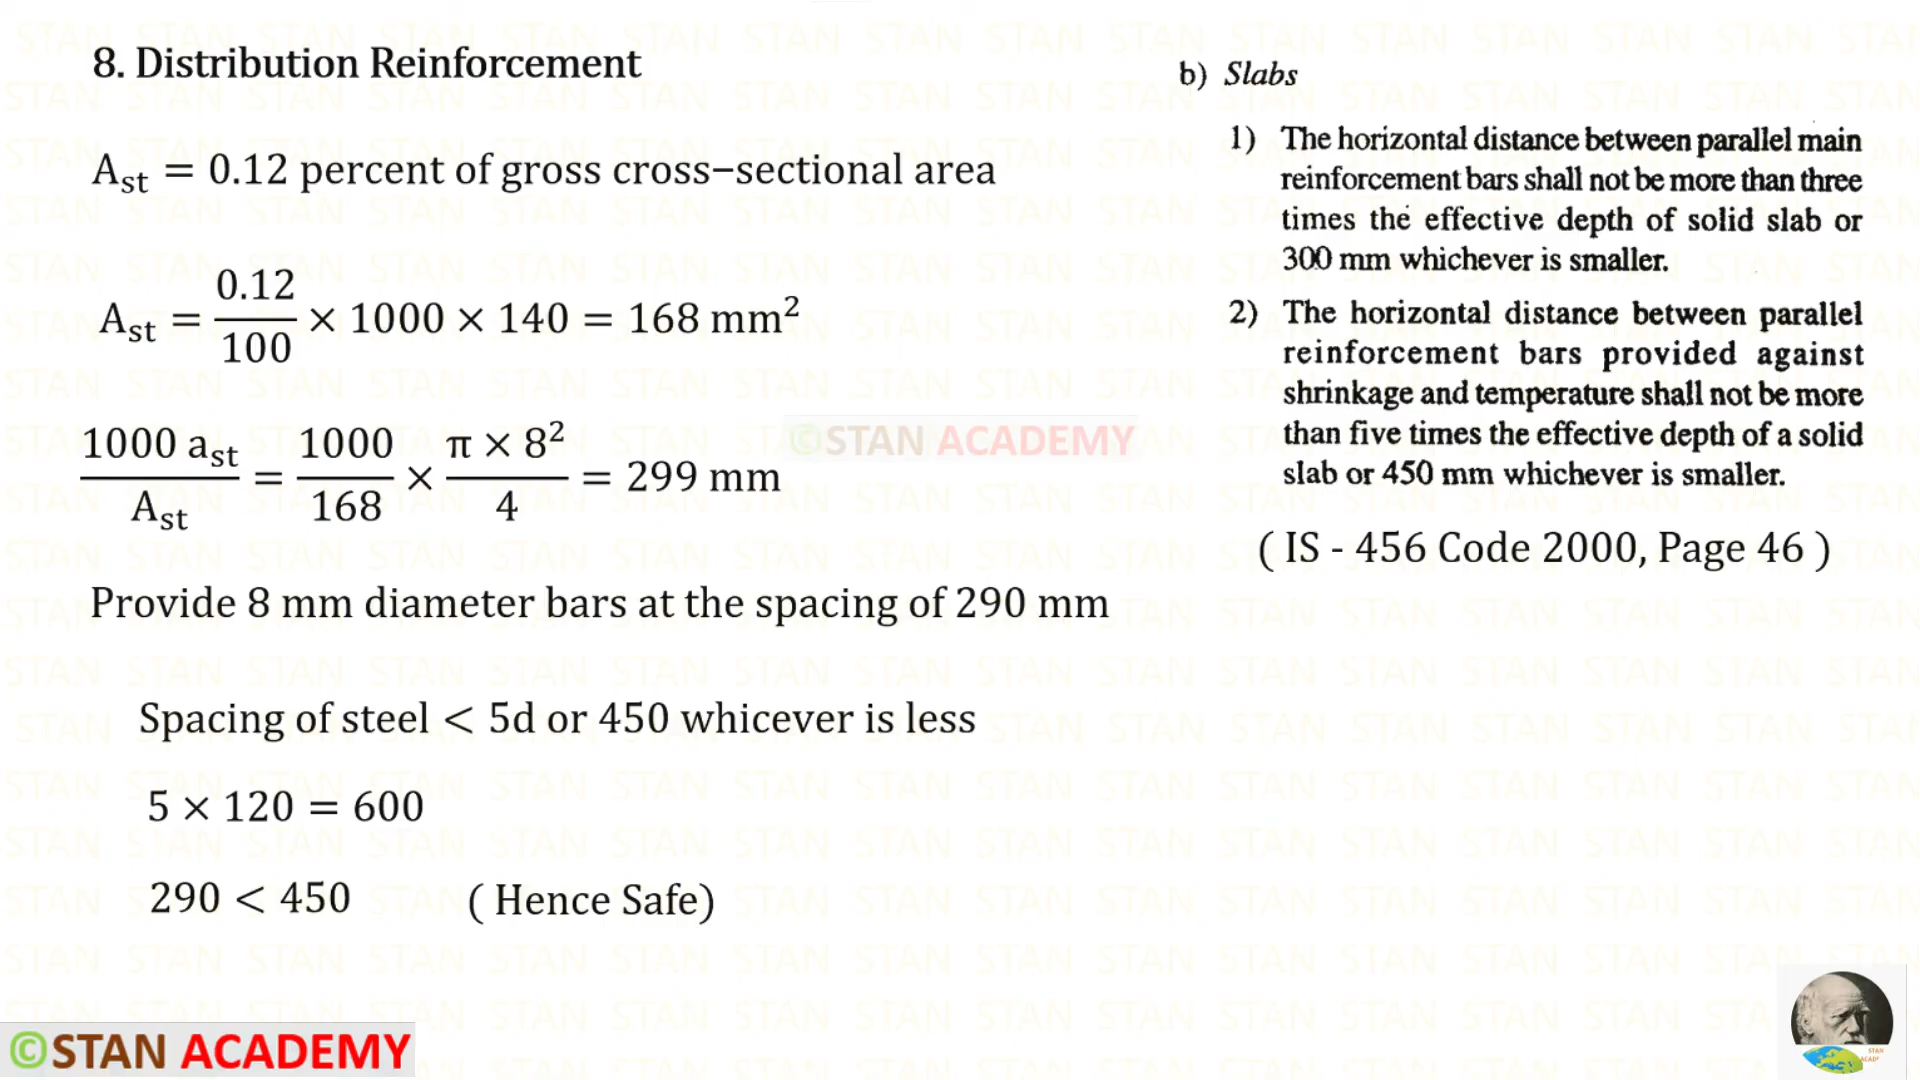 8. Distribution Reinforcement
A_st = 0.12 percent of gross cross−sectional area
A_st = 0.12/100 × 1000 × 140 = 168 mm²
1000 a_st/A_st = 1000/168 × π × 8²/4 = 299 mm
Provide 8 mm diameter bars at the spacing of 290 mm
Spacing of steel < 5d or 450 whicever is less
5 × 120 = 600
290 < 450 ( Hence Safe)
b) Slabs
1) The horizontal distance between parallel main
reinforcement bars shall not be more than three
times the effective depth of solid slab or
300 mm whichever is smaller.
2) The horizontal distance between parallel
reinforcement bars provided against
shrinkage and temperature shall not be more
than five times the effective depth of a solid
slab or 450 mm whichever is smaller.
( IS - 456 Code 2000, Page 46 )
©STAN ACADEMY
©STAN ACADEMY
STAN